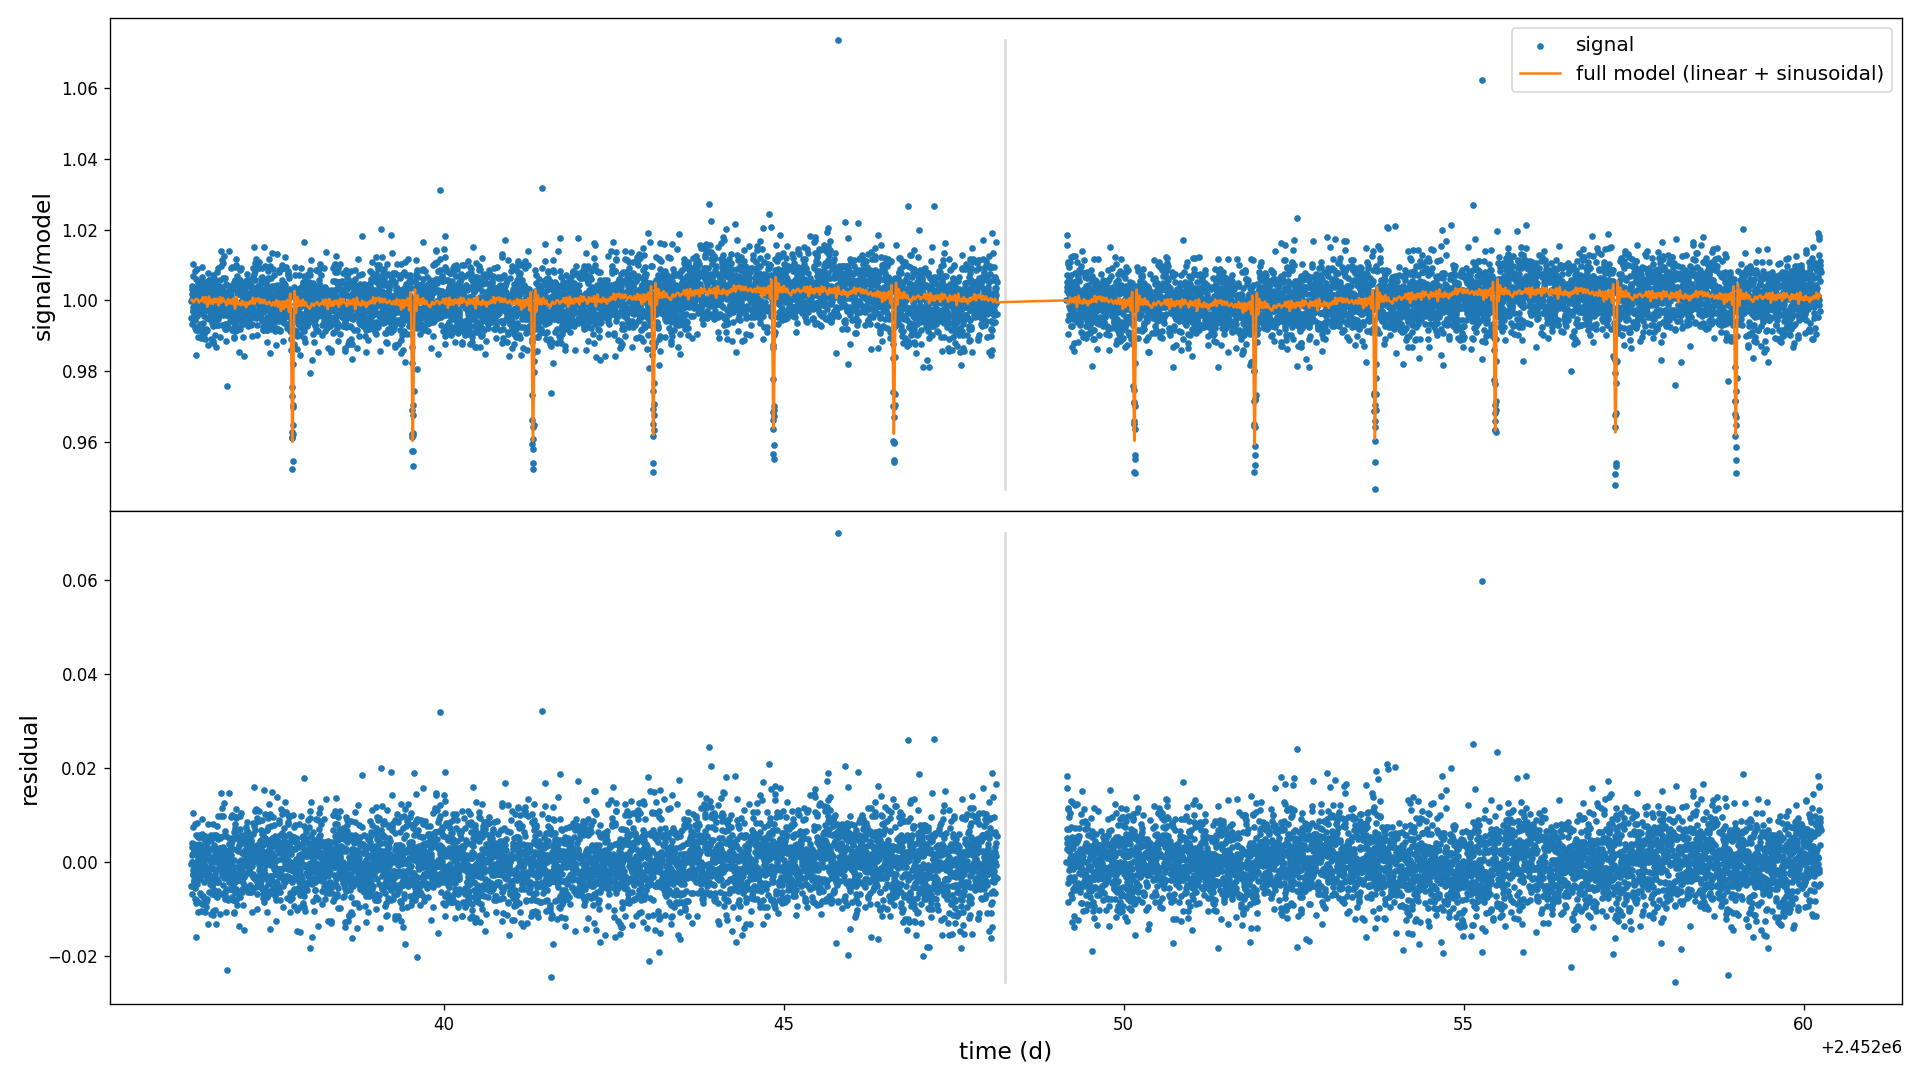 signal
full model (linear + sinusoidal)
1.06
1.04
1.02
1.00
0.98
0.96
signal/model
0.06
0.04
0.02
0.00
−0.02
residual
40
45
50
55
60
time (d)
+2.452e6